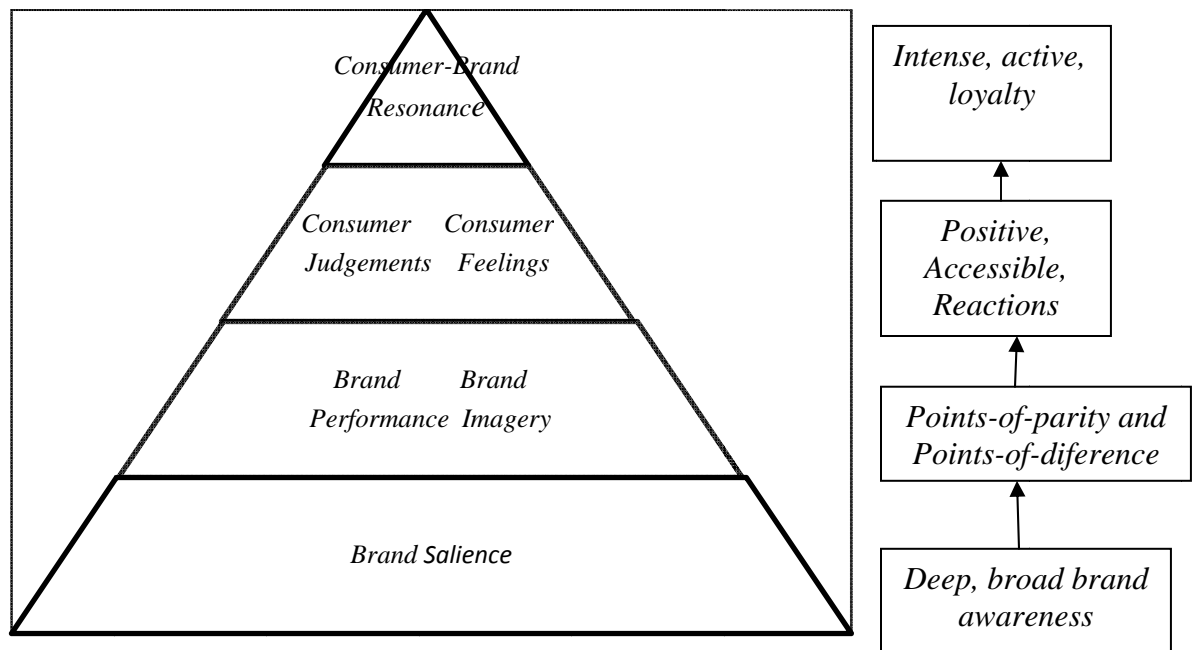 Consumer-Brand
Resonance
Consumer Consumer
Judgements Feelings
Brand Brand
Performance Imagery
Brand Salience
Intense, active,
loyalty
Positive,
Accessible,
Reactions
Points-of-parity and
Points-of-diference
Deep, broad brand
awareness